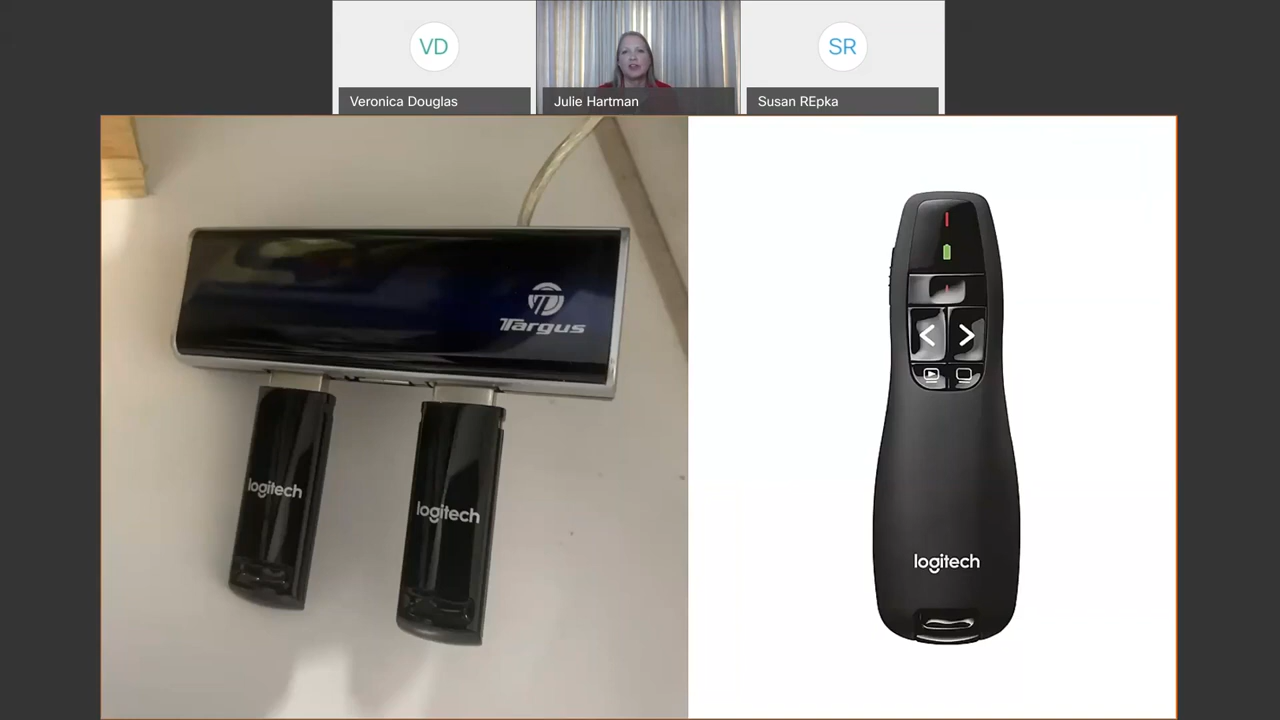 VD
SR
Veronica Douglas
Julie Hartman
Susan REpka
Targus
logitech
logitech
logitech